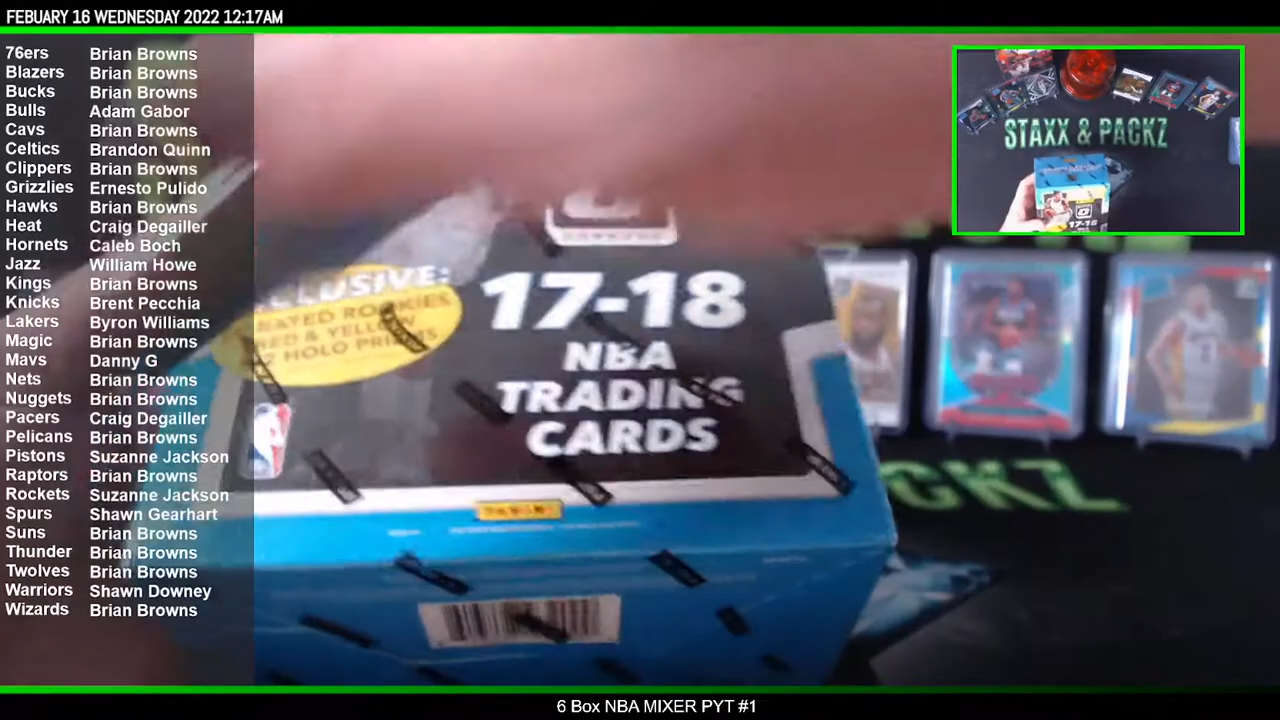 FEBUARY 16 WEDNESDAY 2022 12:17AM
76ers Brian Browns
Blazers Brian Browns
Bucks Brian Browns
Bulls Adam Gabor
Cavs Brian Browns
Celtics Brandon Quinn
Clippers Brian Browns
Grizzlies Ernesto Pulido
Hawks Brian Browns
Heat Craig Degailler
Hornets Caleb Boch
Jazz William Howe
Kings Brian Browns
Knicks Brent Pecchia
Lakers Byron Williams
Magic Brian Browns
Mavs Danny G
Nets Brian Browns
Nuggets Brian Browns
Pacers Craig Degailler
Pelicans Brian Browns
Pistons Suzanne Jackson
Raptors Brian Browns
Rockets Suzanne Jackson
Spurs Shawn Gearhart
Suns Brian Browns
Thunder Brian Browns
Twolves Brian Browns
Warriors Shawn Downey
Wizards Brian Browns
STAXX & PACKZ
17-18
17-18
NBA
TRADING
CARDS
PANINI
CKZ
6 Box NBA MIXER PYT #1